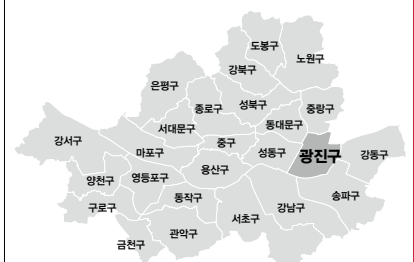 도봉구
노원구
강북구
은평구
성북구
중랑구
종로구
동대문구
서대문구
강서구
중구
마포구
성동구
광진구
강동구
용산구
양천구
영등포구
동작구
송파구
구로구
강남구
서초구
관악구
금천구